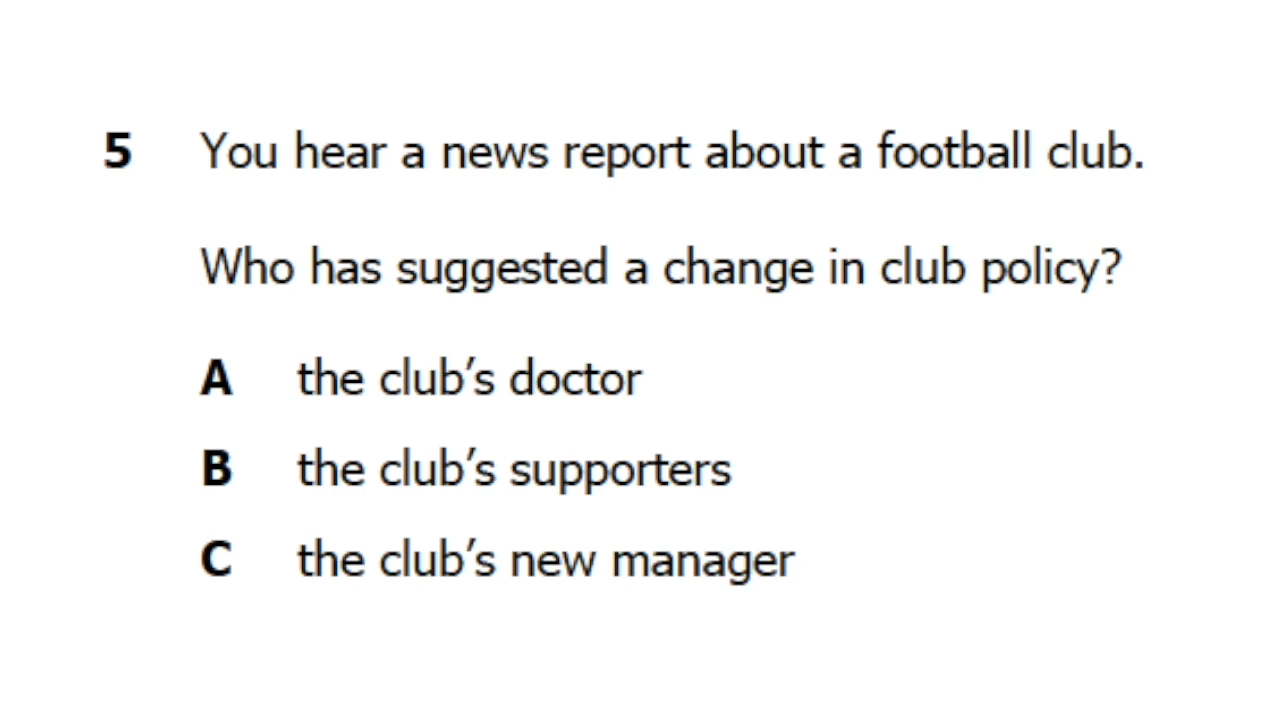 5 You hear a news report about a football club.
Who has suggested a change in club policy?
A the club’s doctor
B the club’s supporters
C the club’s new manager